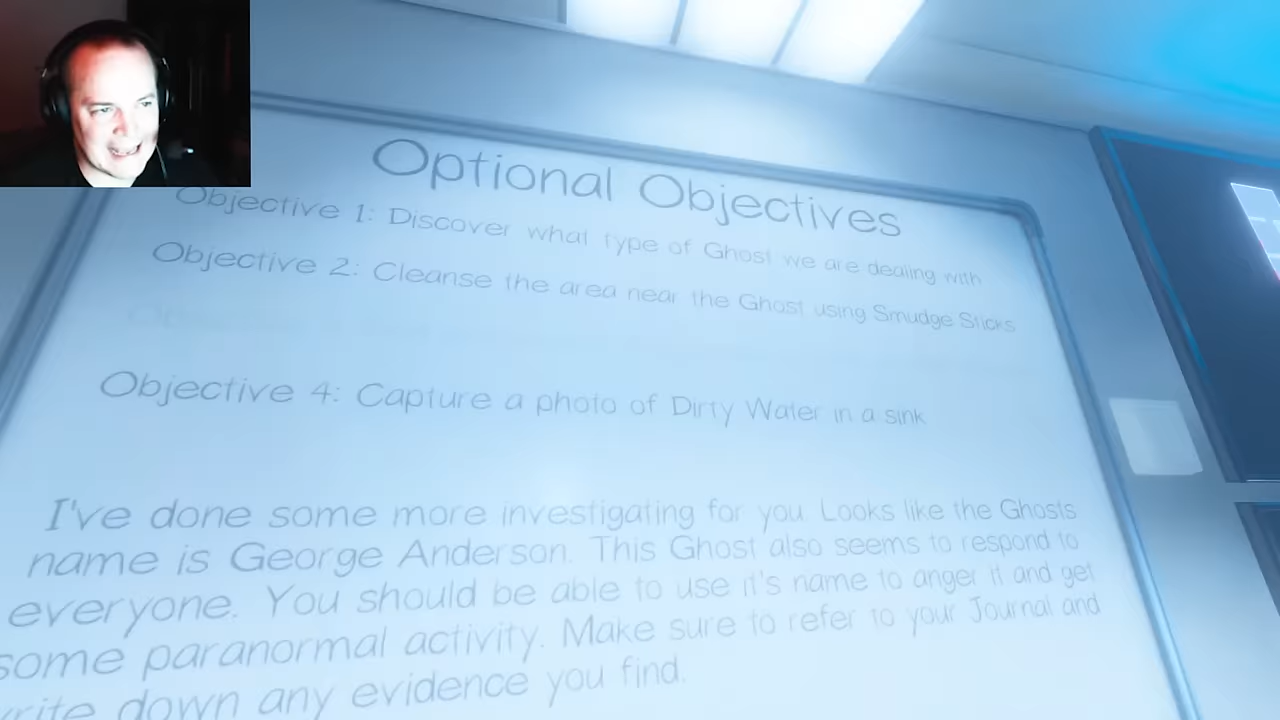 Optional Objectives
Objective 1: Discover what type of Ghost we are dealing with
Objective 2: Cleanse the area near the Ghost using Smudge Sticks
Objective 4: Capture a photo of Dirty Water in a sink
I've done some more investigating for you. Looks like the Ghosts
name is George Anderson. This Ghost also seems to respond to
everyone. You should be able to use it's name to anger it and get
some paranormal activity. Make sure to refer to your Journal and
write down any evidence you find.